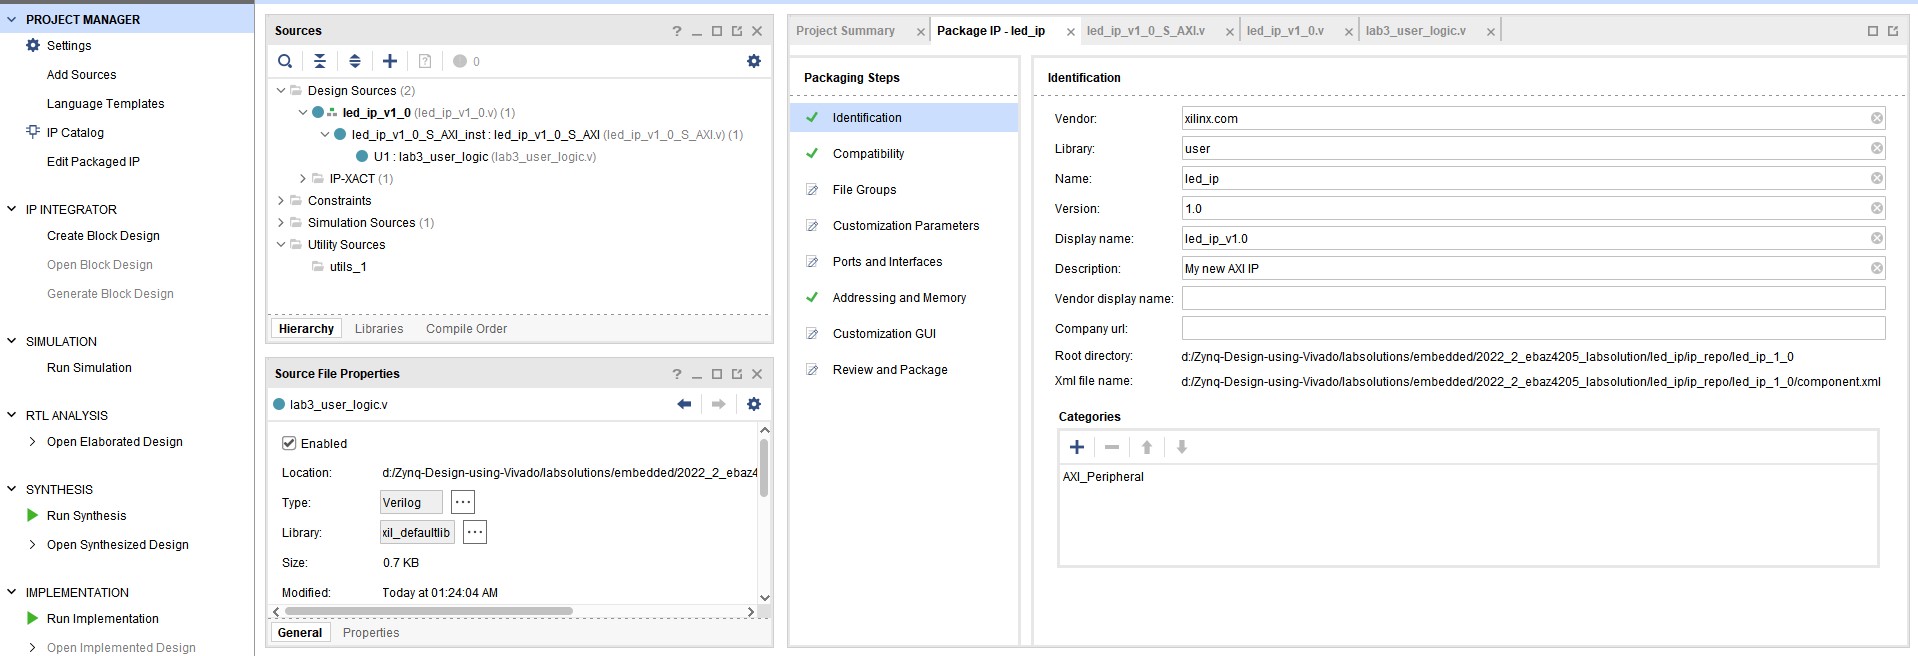 PROJECT MANAGER
Settings
Add Sources
Language Templates
IP Catalog
Edit Packaged IP
IP INTEGRATOR
Create Block Design
Open Block Design
Generate Block Design
SIMULATION
Run Simulation
RTL ANALYSIS
Open Elaborated Design
SYNTHESIS
Run Synthesis
Open Synthesized Design
IMPLEMENTATION
Run Implementation
Open Implemented Design
Sources
0
Design Sources (2)
led_ip_v1_0 (led_ip_v1_0.v) (1)
led_ip_v1_0_S_AXI_inst : led_ip_v1_0_S_AXI (led_ip_v1_0_S_AXI.v) (1)
U1 : lab3_user_logic (lab3_user_logic.v)
IP-XACT (1)
Constraints
Simulation Sources (1)
Utility Sources
utils_1
Hierarchy Libraries Compile Order
Source File Properties
lab3_user_logic.v
Enabled
Location: d:/Zynq-Design-using-Vivado/labsolutions/embedded/2022_2_ebaz4
Type: Verilog
Library: xil_defaultlib
Size: 0.7 KB
Modified: Today at 01:24:04 AM
General Properties
Project Summary Package IP - led_ip led_ip_v1_0_S_AXI.v led_ip_v1_0.v lab3_user_logic.v
Packaging Steps
Identification
Compatibility
File Groups
Customization Parameters
Ports and Interfaces
Addressing and Memory
Customization GUI
Review and Package
Identification
Vendor: xilinx.com
Library: user
Name: led_ip
Version: 1.0
Display name: led_ip_v1.0
Description: My new AXI IP
Vendor display name:
Company url:
Root directory: d:/Zynq-Design-using-Vivado/labsolutions/embedded/2022_2_ebaz4205_labsolution/led_ip/ip_repo/led_ip_1_0
Xml file name: d:/Zynq-Design-using-Vivado/labsolutions/embedded/2022_2_ebaz4205_labsolution/led_ip/ip_repo/led_ip_1_0/component.xml
Categories
AXI_Peripheral